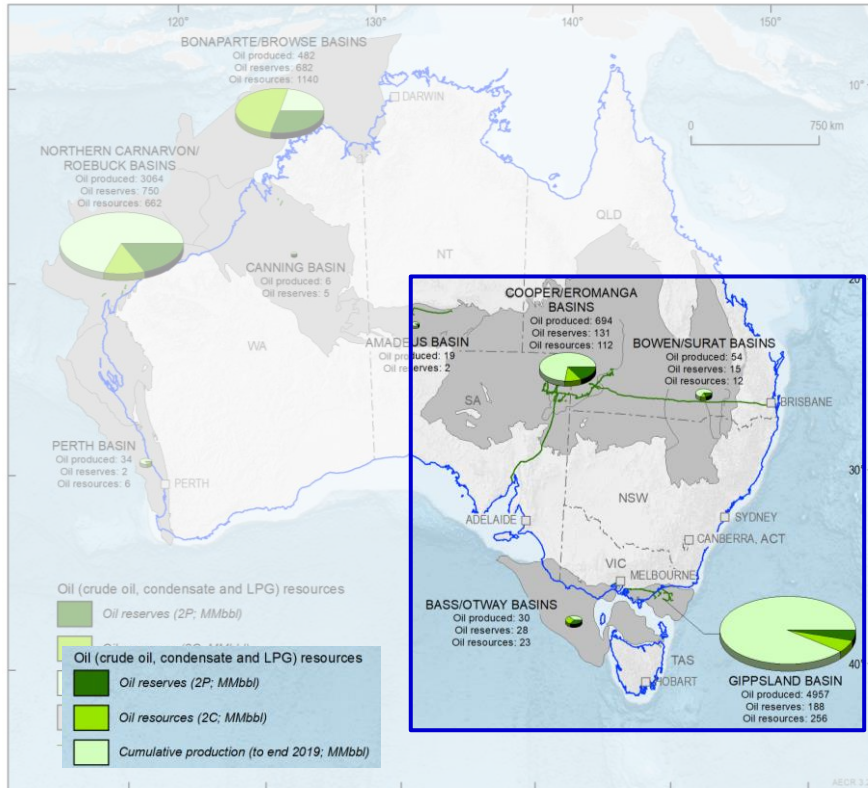 120°
130°
140°
150°
BONAPARTE/BROWSE BASINS
Oil produced: 482
Oil reserves: 682
Oil resources: 1140
DARWIN
10°
0
750 km
NORTHERN CARNARVON/
ROEBUCK BASINS
Oil produced: 3064
Oil reserves: 750
Oil resources: 662
QLD
NT
CANNING BASIN
Oil produced: 6
Oil reserves: 5
20°
COOPER/EROMANGA
BASINS
Oil produced: 694
Oil reserves: 131
Oil resources: 112
WA
AMADEUS BASIN
Oil produced: 19
Oil reserves: 2
BOWEN/SURAT BASINS
Oil produced: 54
Oil reserves: 15
Oil resources: 12
SA
BRISBANE
PERTH BASIN
Oil produced: 34
Oil reserves: 2
Oil resources: 6
PERTH
30°
NSW
ADELAIDE
SYDNEY
CANBERRA, ACT
VIC
MELBOURNE
BASS/OTWAY BASINS
Oil produced: 30
Oil reserves: 28
Oil resources: 23
TAS
HOBART
40°
GIPPSLAND BASIN
Oil produced: 4957
Oil reserves: 188
Oil resources: 256
Oil (crude oil, condensate and LPG) resources
Oil reserves (2P; MMbbl)
Oil (crude oil, condensate and LPG) resources
Oil reserves (2P; MMbbl)
Oil resources (2C; MMbbl)
Cumulative production (to end 2019; MMbbl)